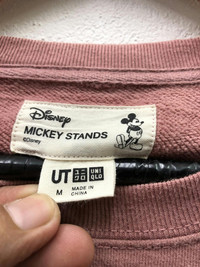 Disney
MICKEY STANDS
©Disney
UT UNI
QLO
M MADE IN
CHINA